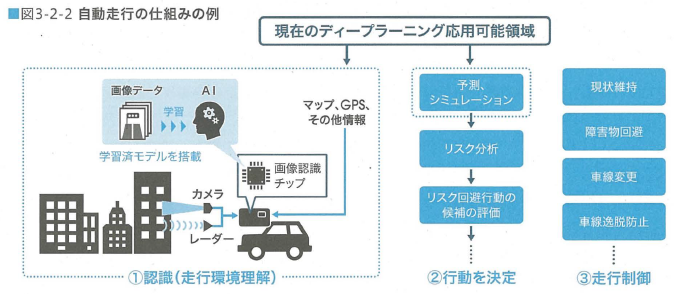 ■図3-2-2 自動走行の仕組みの例
現在のディープラーニング応用可能領域
画像データ
AI
学習
学習済モデルを搭載
マップ、GPS、
その他情報
画像認識
チップ
カメラ
レーダー
①認識(走行環境理解)
予測、
シミュレーション
リスク分析
リスク回避行動の
候補の評価
②行動を決定
現状維持
障害物回避
車線変更
車線逸脱防止
③走行制御